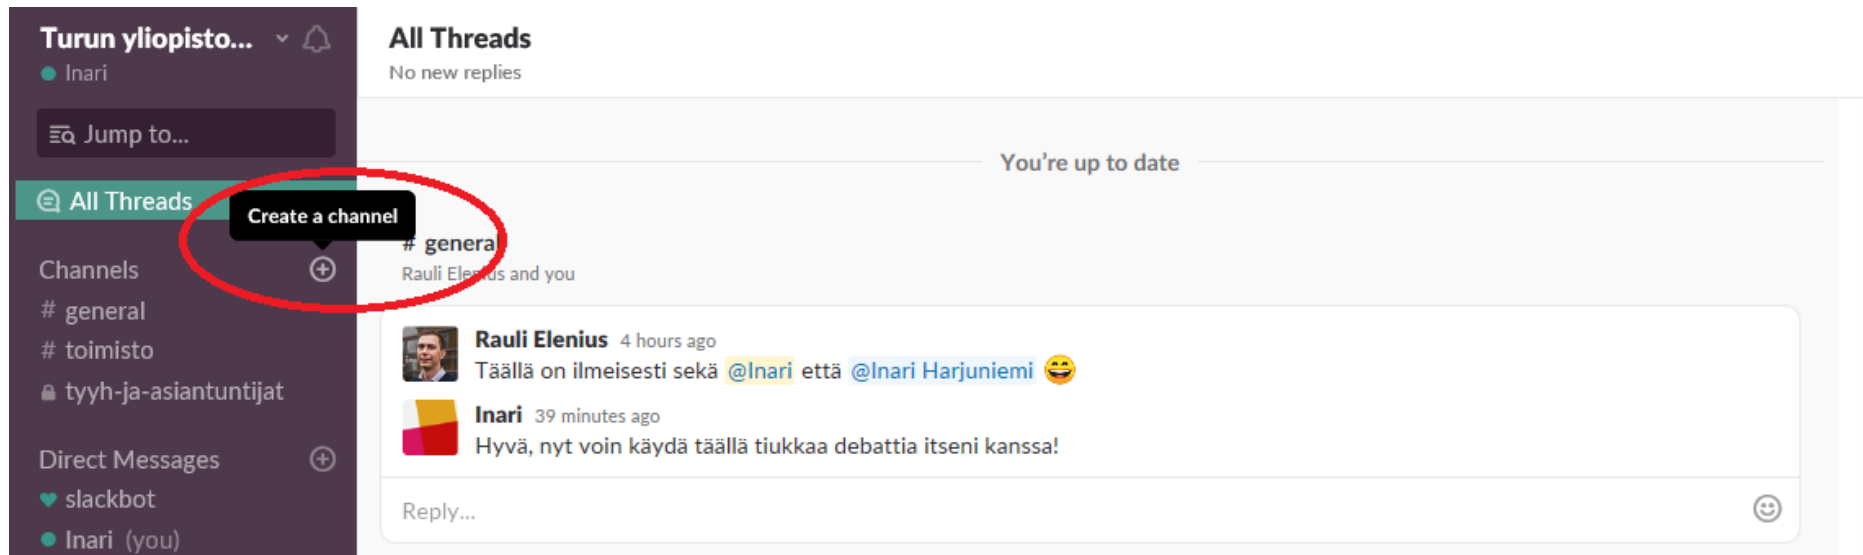 Turun yliopisto...
Inari
Jump to...
All Threads
Create a channel
Channels
# general
# toimisto
tyyh-ja-asiantuntijat
Direct Messages
slackbot
Inari (you)
All Threads
No new replies
You're up to date
# general
Rauli Elenius and you
Rauli Elenius 4 hours ago
Täällä on ilmeisesti sekä @Inari että @Inari Harjuniemi 😄
Inari 39 minutes ago
Hyvä, nyt voin käydä täällä tiukkaa debattia itseni kanssa!
Reply...